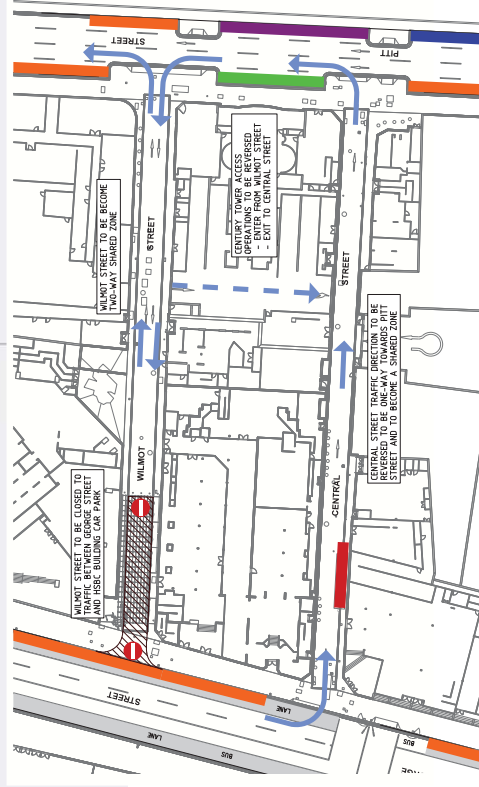 STREET
PITT
WILMOT STREET TO BE BECOME
TWO-WAY SHARED ZONE
STREET
CENTURY TOWER ACCESS
OPERATIONS TO BE REVERSED
- ENTER FROM WILMOT STREET
- EXIT TO CENTRAL STREET
STREET
CENTRAL STREET TRAFFIC DIRECTION TO BE
REVERSED TO BE ONE-WAY TOWARDS PITT
STREET AND TO BECOME A SHARED ZONE
WILMOT
CENTRAL
WILMOT STREET TO BE CLOSED TO
TRAFFIC BETWEEN GEORGE STREET
AND HSBC BUILDING CAR PARK
STREET
LANE
LANE
BUS
BUS
RGE